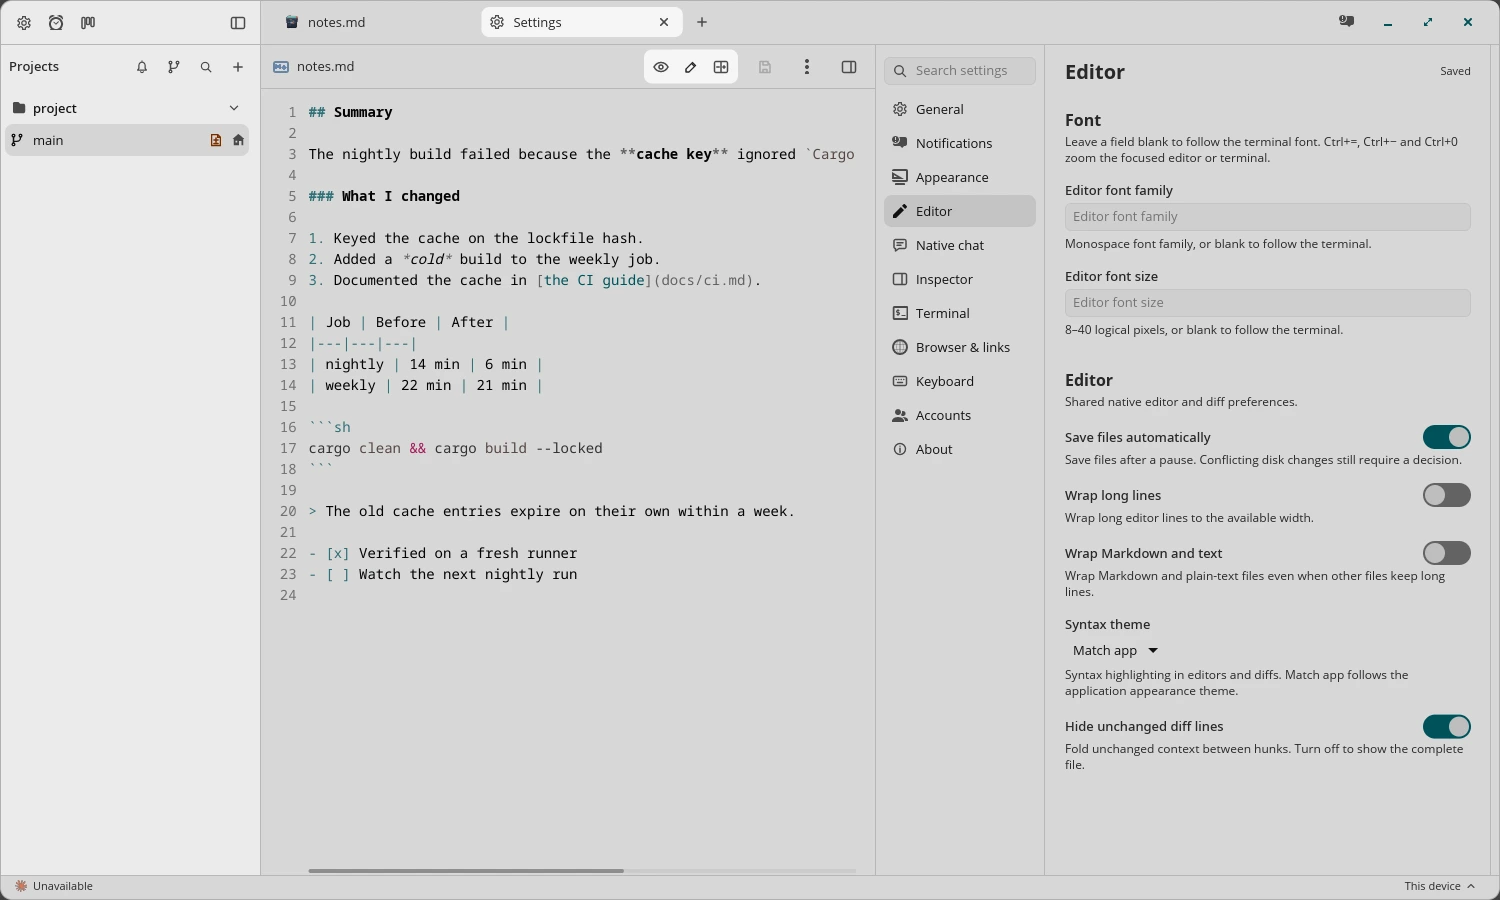 notes.md
Settings
Projects
project
main
notes.md
1 ## Summary
2
3 The nightly build failed because the **cache key** ignored `Cargo
4
5 ### What I changed
6
7 1. Keyed the cache on the lockfile hash.
8 2. Added a *cold* build to the weekly job.
9 3. Documented the cache in [the CI guide](docs/ci.md).
10
11 | Job | Before | After |
12 |---|---|---|
13 | nightly | 14 min | 6 min |
14 | weekly | 22 min | 21 min |
15
16 ```sh
17 cargo clean && cargo build --locked
18 ```
19
20 > The old cache entries expire on their own within a week.
21
22 - [x] Verified on a fresh runner
23 - [ ] Watch the next nightly run
24
Search settings
General
Notifications
Appearance
Editor
Native chat
Inspector
Terminal
Browser & links
Keyboard
Accounts
About
Editor
Saved
Font
Leave a field blank to follow the terminal font. Ctrl+=, Ctrl+− and Ctrl+0
zoom the focused editor or terminal.
Editor font family
Editor font family
Monospace font family, or blank to follow the terminal.
Editor font size
Editor font size
8–40 logical pixels, or blank to follow the terminal.
Editor
Shared native editor and diff preferences.
Save files automatically
Save files after a pause. Conflicting disk changes still require a decision.
Wrap long lines
Wrap long editor lines to the available width.
Wrap Markdown and text
Wrap Markdown and plain-text files even when other files keep long
lines.
Syntax theme
Match app
Syntax highlighting in editors and diffs. Match app follows the
application appearance theme.
Hide unchanged diff lines
Fold unchanged context between hunks. Turn off to show the complete
file.
Unavailable
This device